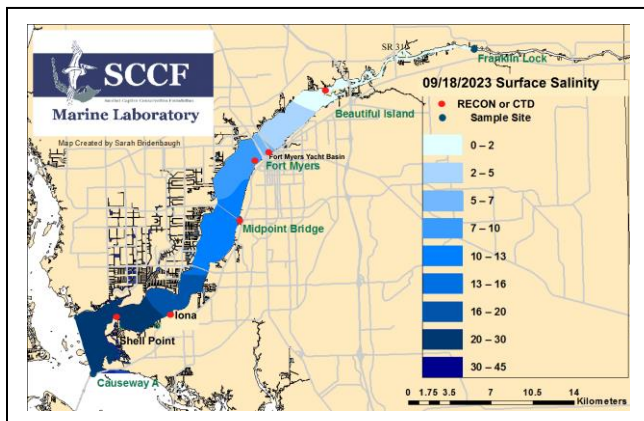 SCCF
Marine Laboratory
Map Created by Sarah Bridenbaugh
SR 31
Franklin Lock
09/18/2023 Surface Salinity
RECON or CTD
Sample Site
0 – 2
2 – 5
5 – 7
7 – 10
10 – 13
13 – 16
16 – 20
20 – 30
30 – 45
Beautiful Island
Fort Myers Yacht Basin
Fort Myers
Midpoint Bridge
Iona
Shell Point
Causeway A
0 1.75 3.5 7 10.5 14
Kilometers